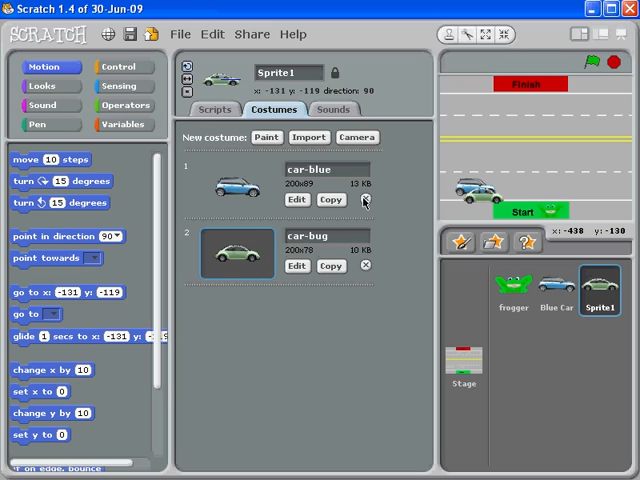 Scratch 1.4 of 30-Jun-09
SCRATCH
File Edit Share Help
Motion Control
Looks Sensing
Sound Operators
Pen Variables
move 10 steps
turn 15 degrees
turn 15 degrees
point in direction 90
point towards
go to x: -131 y: -119
go to
glide 1 secs to x: -131 y:
change x by 10
set x to 0
change y by 10
set y to 0
if on edge, bounce
Sprite1
x: -131 y: -119 direction: 90
Scripts Costumes Sounds
New costume: Paint Import Camera
1
car-blue
200x89 13 KB
Edit Copy
2
car-bug
200x78 10 KB
Edit Copy
Finish
Start
x: -438 y: -130
frogger Blue Car Sprite1
Stage